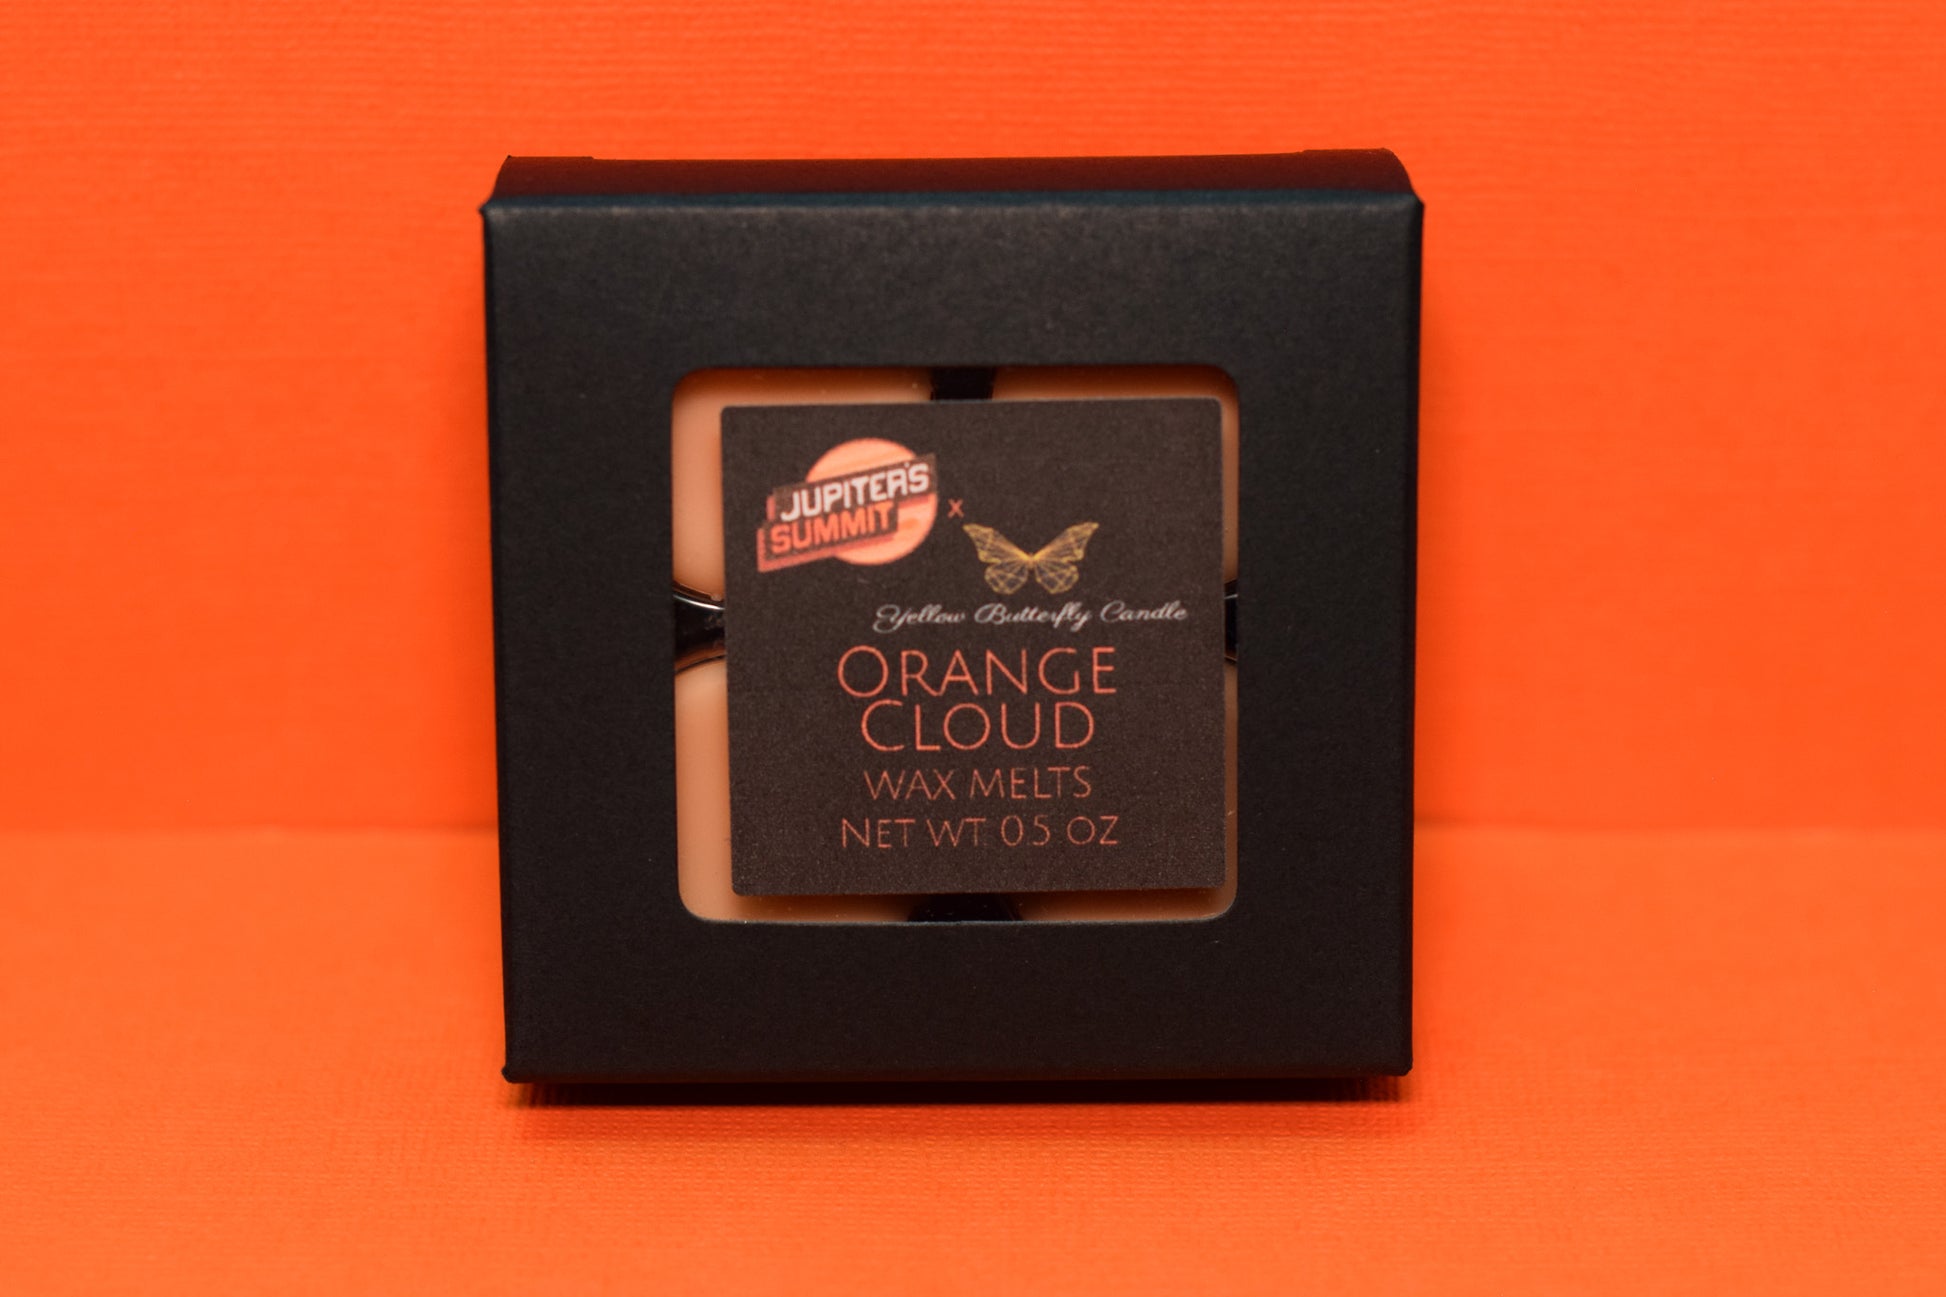 JUPITER'S
SUMMIT
x
Yellow Butterfly Candle
ORANGE
CLOUD
WAX MELTS
NET WT 0.5 OZ